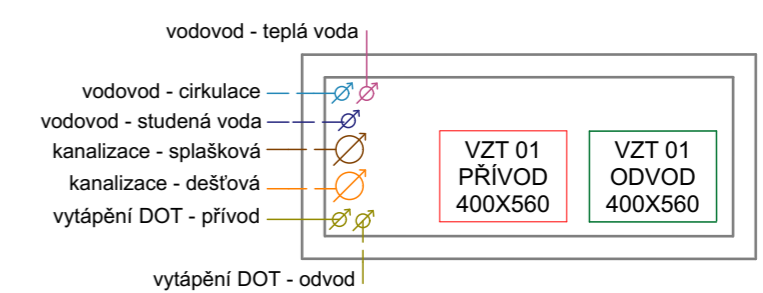 vodovod - teplá voda
vodovod - cirkulace
vodovod - studená voda
kanalizace - splašková
kanalizace - dešťová
vytápění DOT - přívod
vytápění DOT - odvod
VZT 01
PŘÍVOD
400X560
VZT 01
ODVOD
400X560